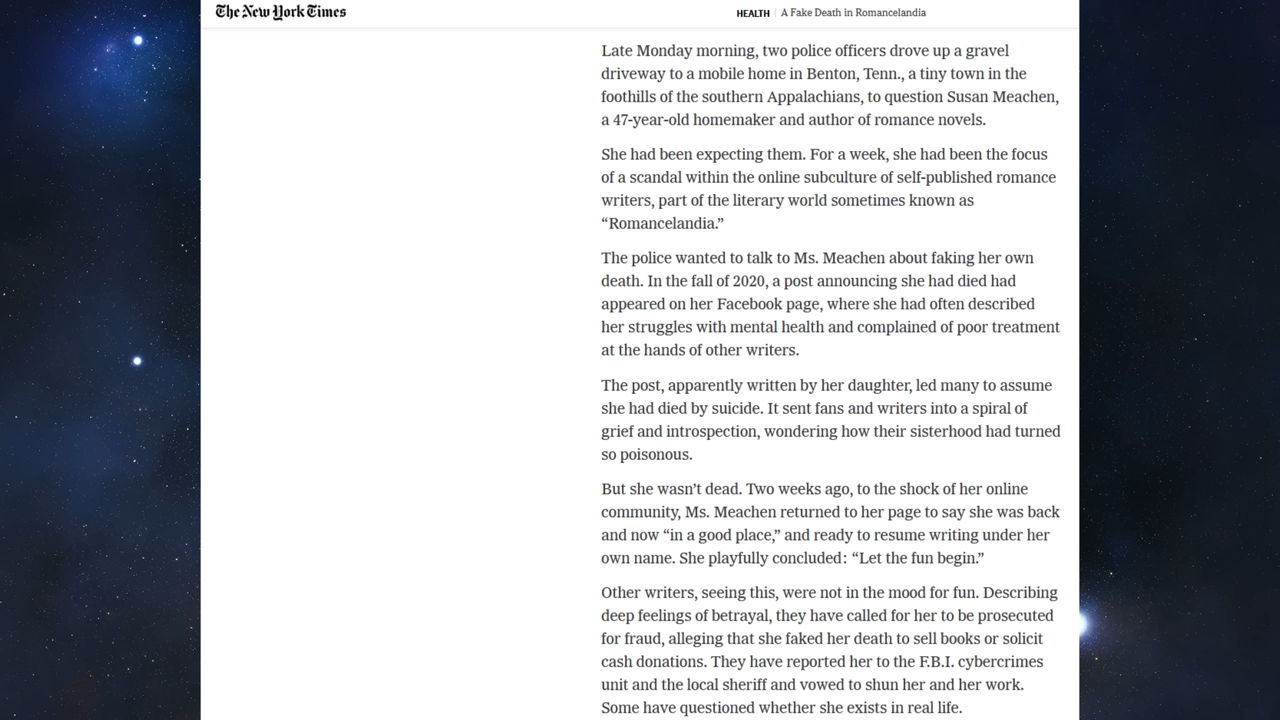 The New York Times
HEALTH | A Fake Death in Romancelandia
Late Monday morning, two police officers drove up a gravel
driveway to a mobile home in Benton, Tenn., a tiny town in the
foothills of the southern Appalachians, to question Susan Meachen,
a 47-year-old homemaker and author of romance novels.
She had been expecting them. For a week, she had been the focus
of a scandal within the online subculture of self-published romance
writers, part of the literary world sometimes known as
“Romancelandia.”
The police wanted to talk to Ms. Meachen about faking her own
death. In the fall of 2020, a post announcing she had died had
appeared on her Facebook page, where she had often described
her struggles with mental health and complained of poor treatment
at the hands of other writers.
The post, apparently written by her daughter, led many to assume
she had died by suicide. It sent fans and writers into a spiral of
grief and introspection, wondering how their sisterhood had turned
so poisonous.
But she wasn’t dead. Two weeks ago, to the shock of her online
community, Ms. Meachen returned to her page to say she was back
and now “in a good place,” and ready to resume writing under her
own name. She playfully concluded: “Let the fun begin.”
Other writers, seeing this, were not in the mood for fun. Describing
deep feelings of betrayal, they have called for her to be prosecuted
for fraud, alleging that she faked her death to sell books or solicit
cash donations. They have reported her to the F.B.I. cybercrimes
unit and the local sheriff and vowed to shun her and her work.
Some have questioned whether she exists in real life.